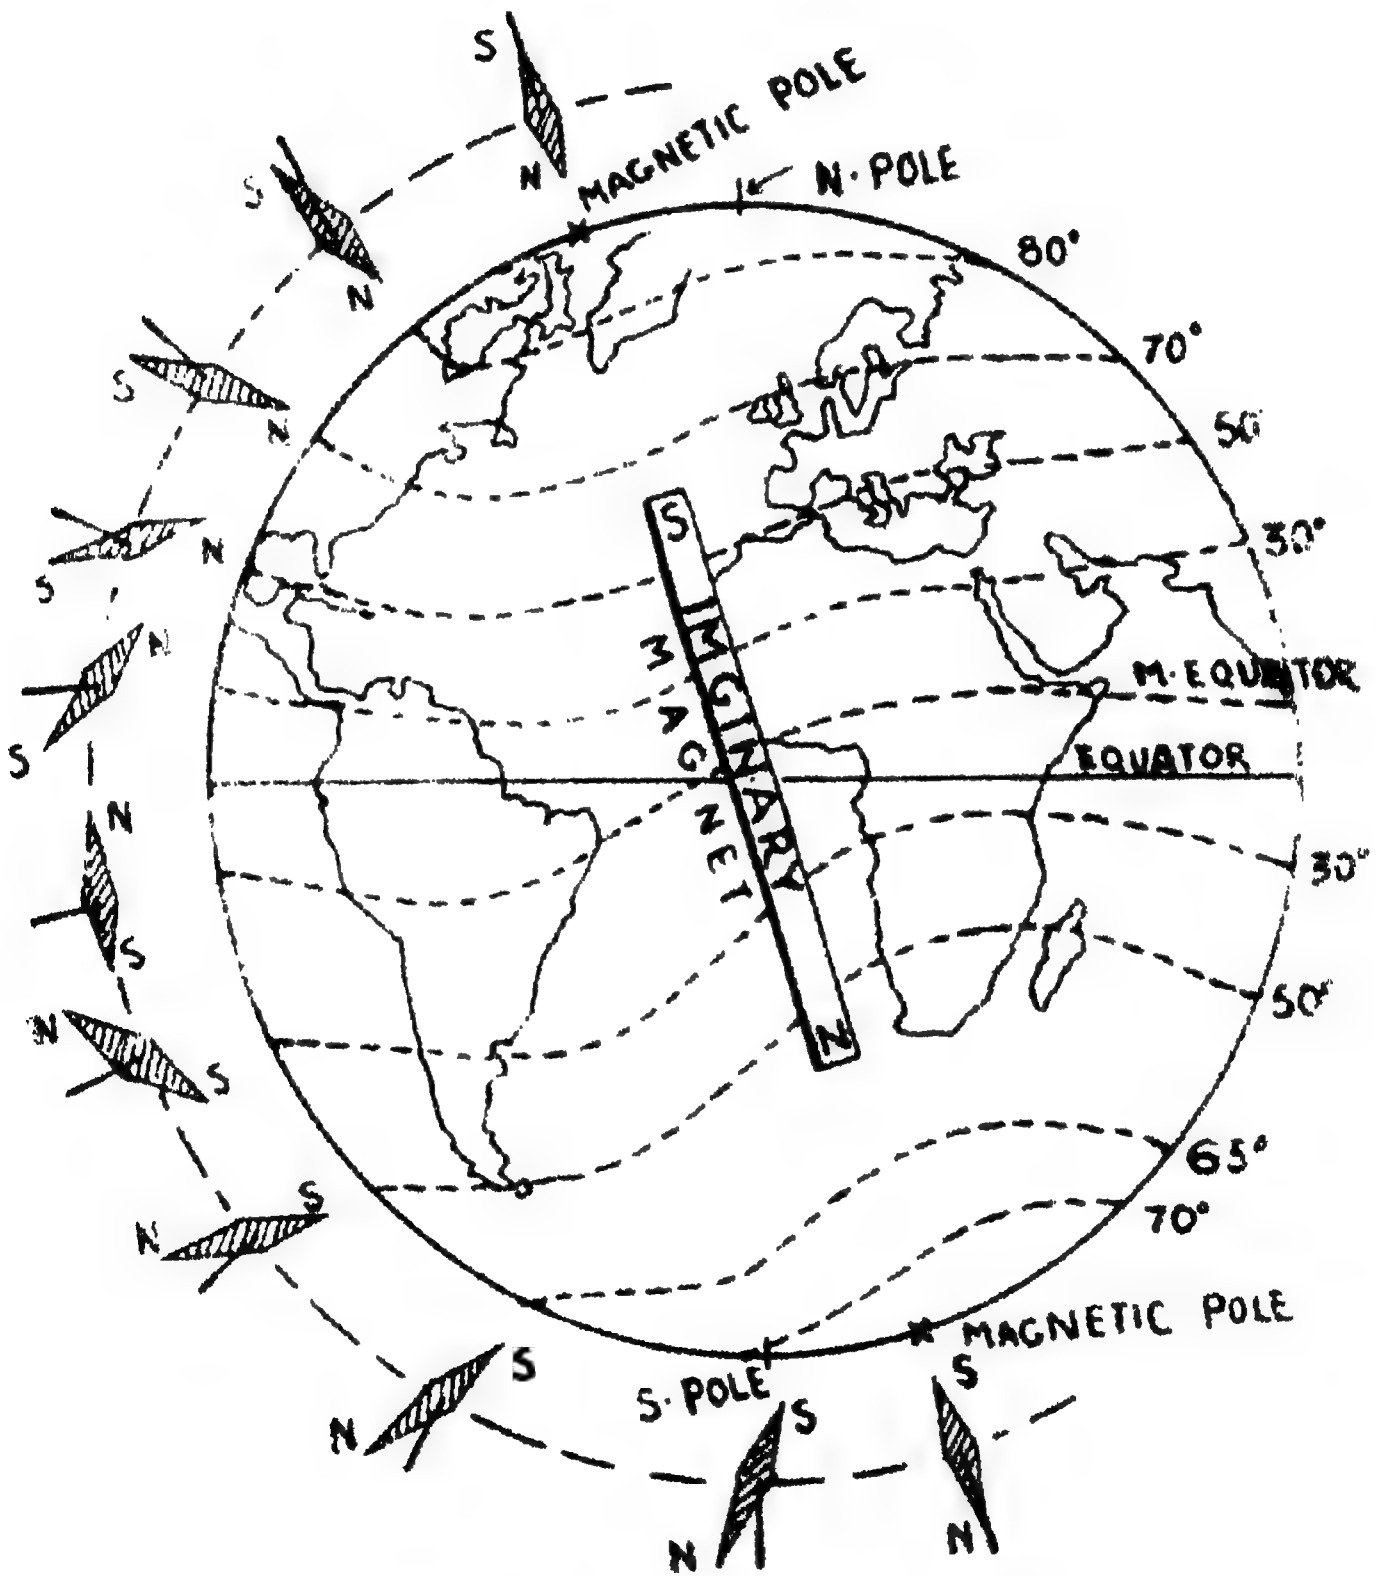 S
N
MAGNETIC POLE
N·POLE
S
N
80°
70°
S
N
50°
S
N
30°
S
N
S
IMGINARY
N
MAGNET
M·EQUATOR
EQUATOR
N
S
30°
N
S
50°
N
S
65°
70°
N
S
MAGNETIC POLE
S·POLE
N
S
N
S
N
S